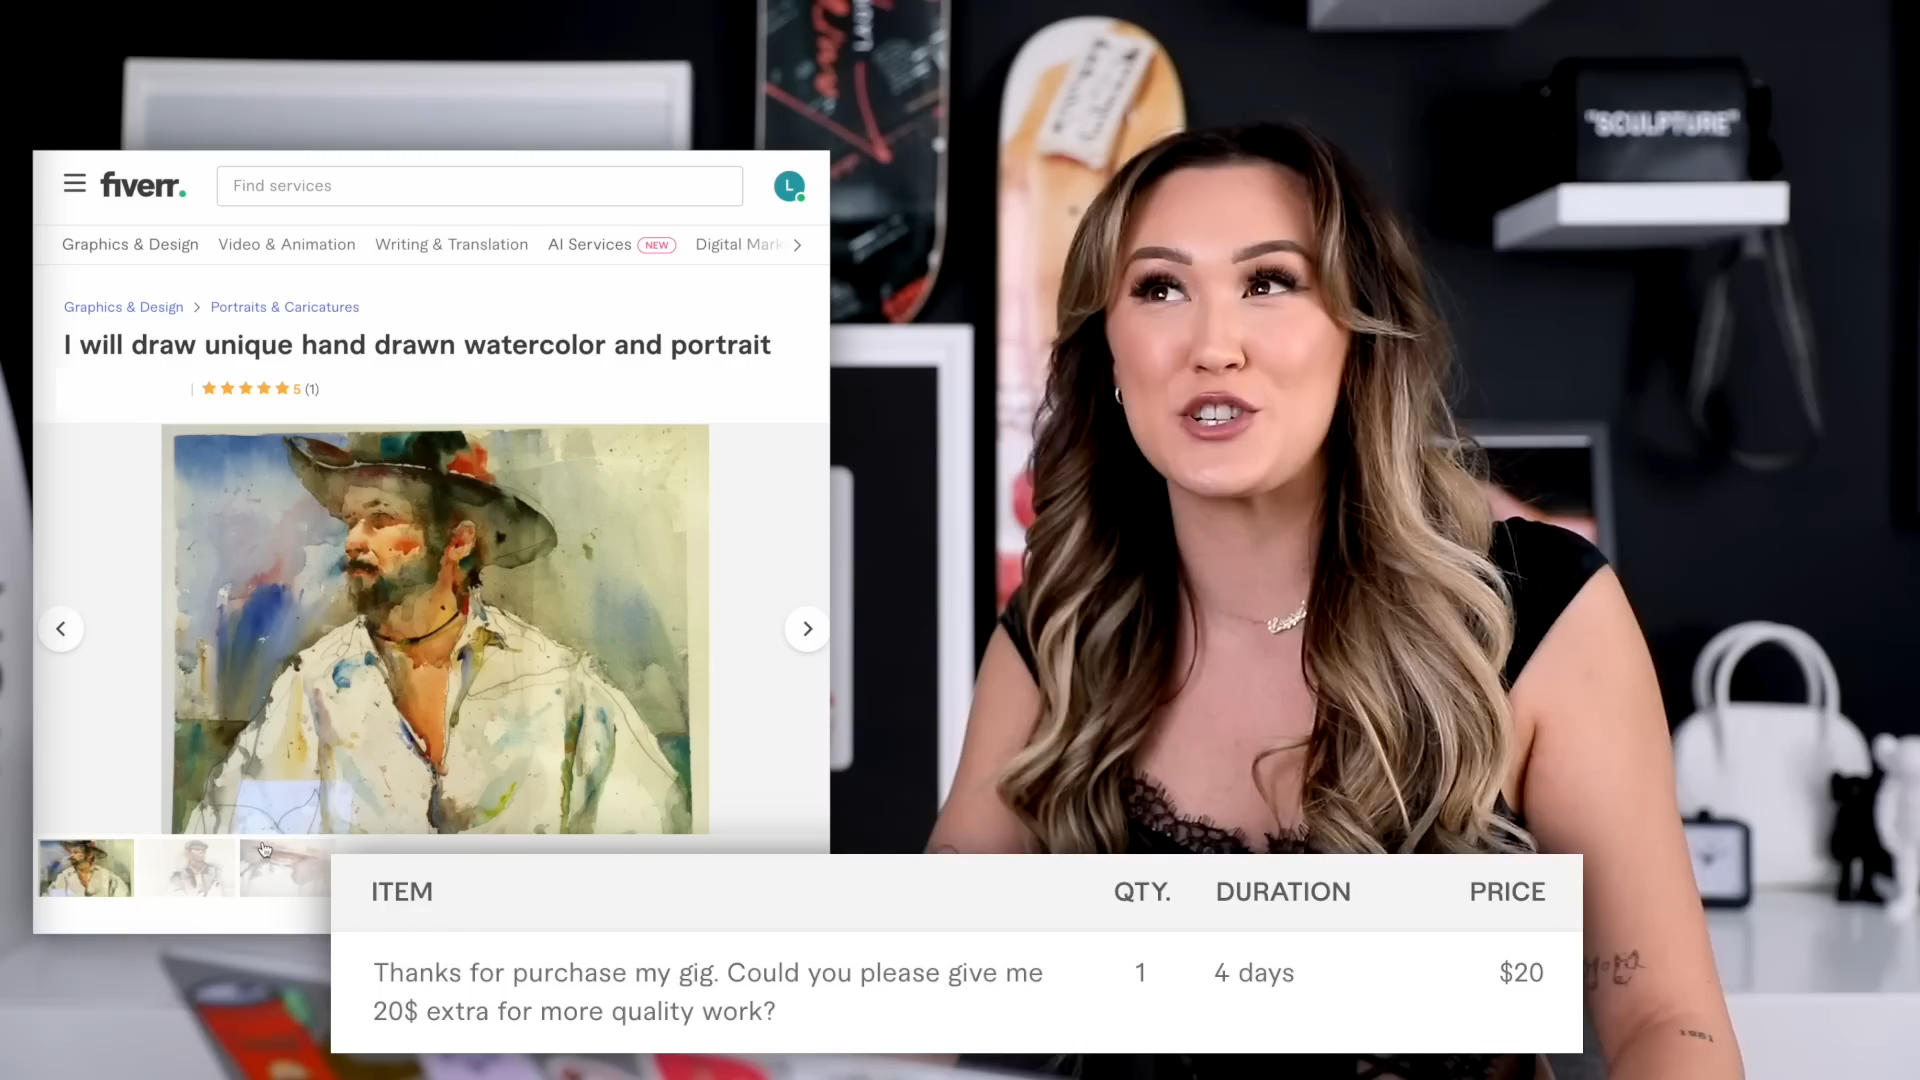 "SCULPTURE"
fiverr.
Find services
L
Graphics & Design
Video & Animation
Writing & Translation
AI Services
NEW
Digital Mark
Graphics & Design > Portraits & Caricatures
I will draw unique hand drawn watercolor and portrait
| ★★★★★ 5 (1)
ITEM QTY. DURATION PRICE
Thanks for purchase my gig. Could you please give me 1 4 days $20
20$ extra for more quality work?